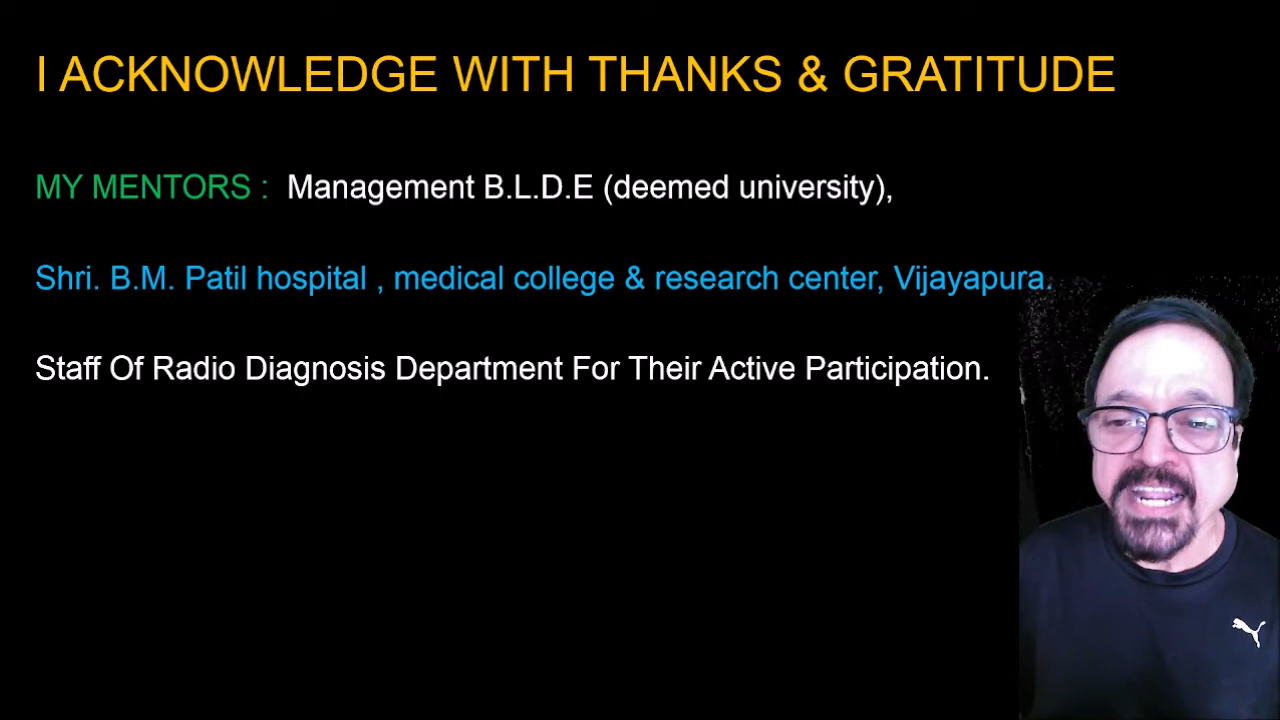 I ACKNOWLEDGE WITH THANKS & GRATITUDE
MY MENTORS : Management B.L.D.E (deemed university),
Shri. B.M. Patil hospital , medical college & research center, Vijayapura.
Staff Of Radio Diagnosis Department For Their Active Participation.